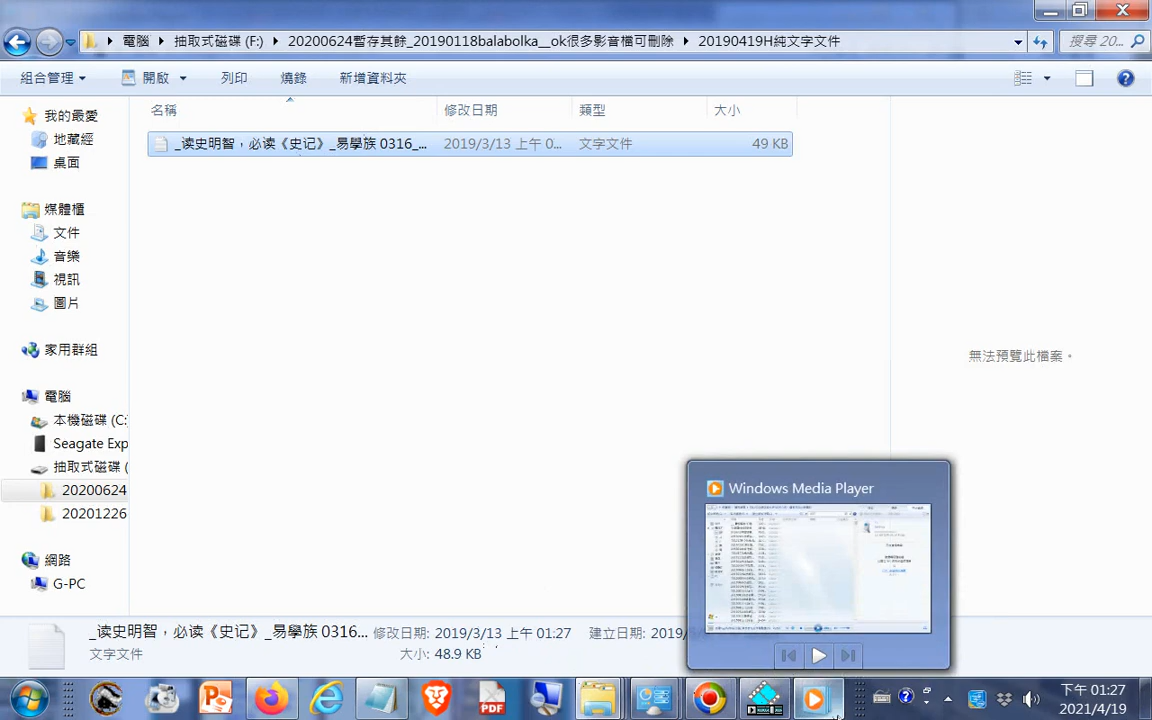 電腦 ▸ 抽取式磁碟 (F:) ▸ 20200624暫存其餘_20190118balabolka__ok很多影音檔可刪除 ▸ 20190419H純文字文件
搜尋 20...
組合管理 開啟 列印 燒錄 新增資料夾
名稱 修改日期 類型 大小
_读史明智，必读《史记》_易學族 0316_... 2019/3/13 上午 0... 文字文件 49 KB
我的最愛
地藏經
桌面
媒體櫃
文件
音樂
視訊
圖片
家用群組
電腦
本機磁碟 (C:
Seagate Exp
抽取式磁碟 (
20200624
20201226
網路
G-PC
無法預覽此檔案。
Windows Media Player
_读史明智，必读《史记》_易學族 0316... 修改日期: 2019/3/13 上午 01:27 建立日期: 2019/
文字文件 大小: 48.9 KB
PDF
下午 01:27
2021/4/19